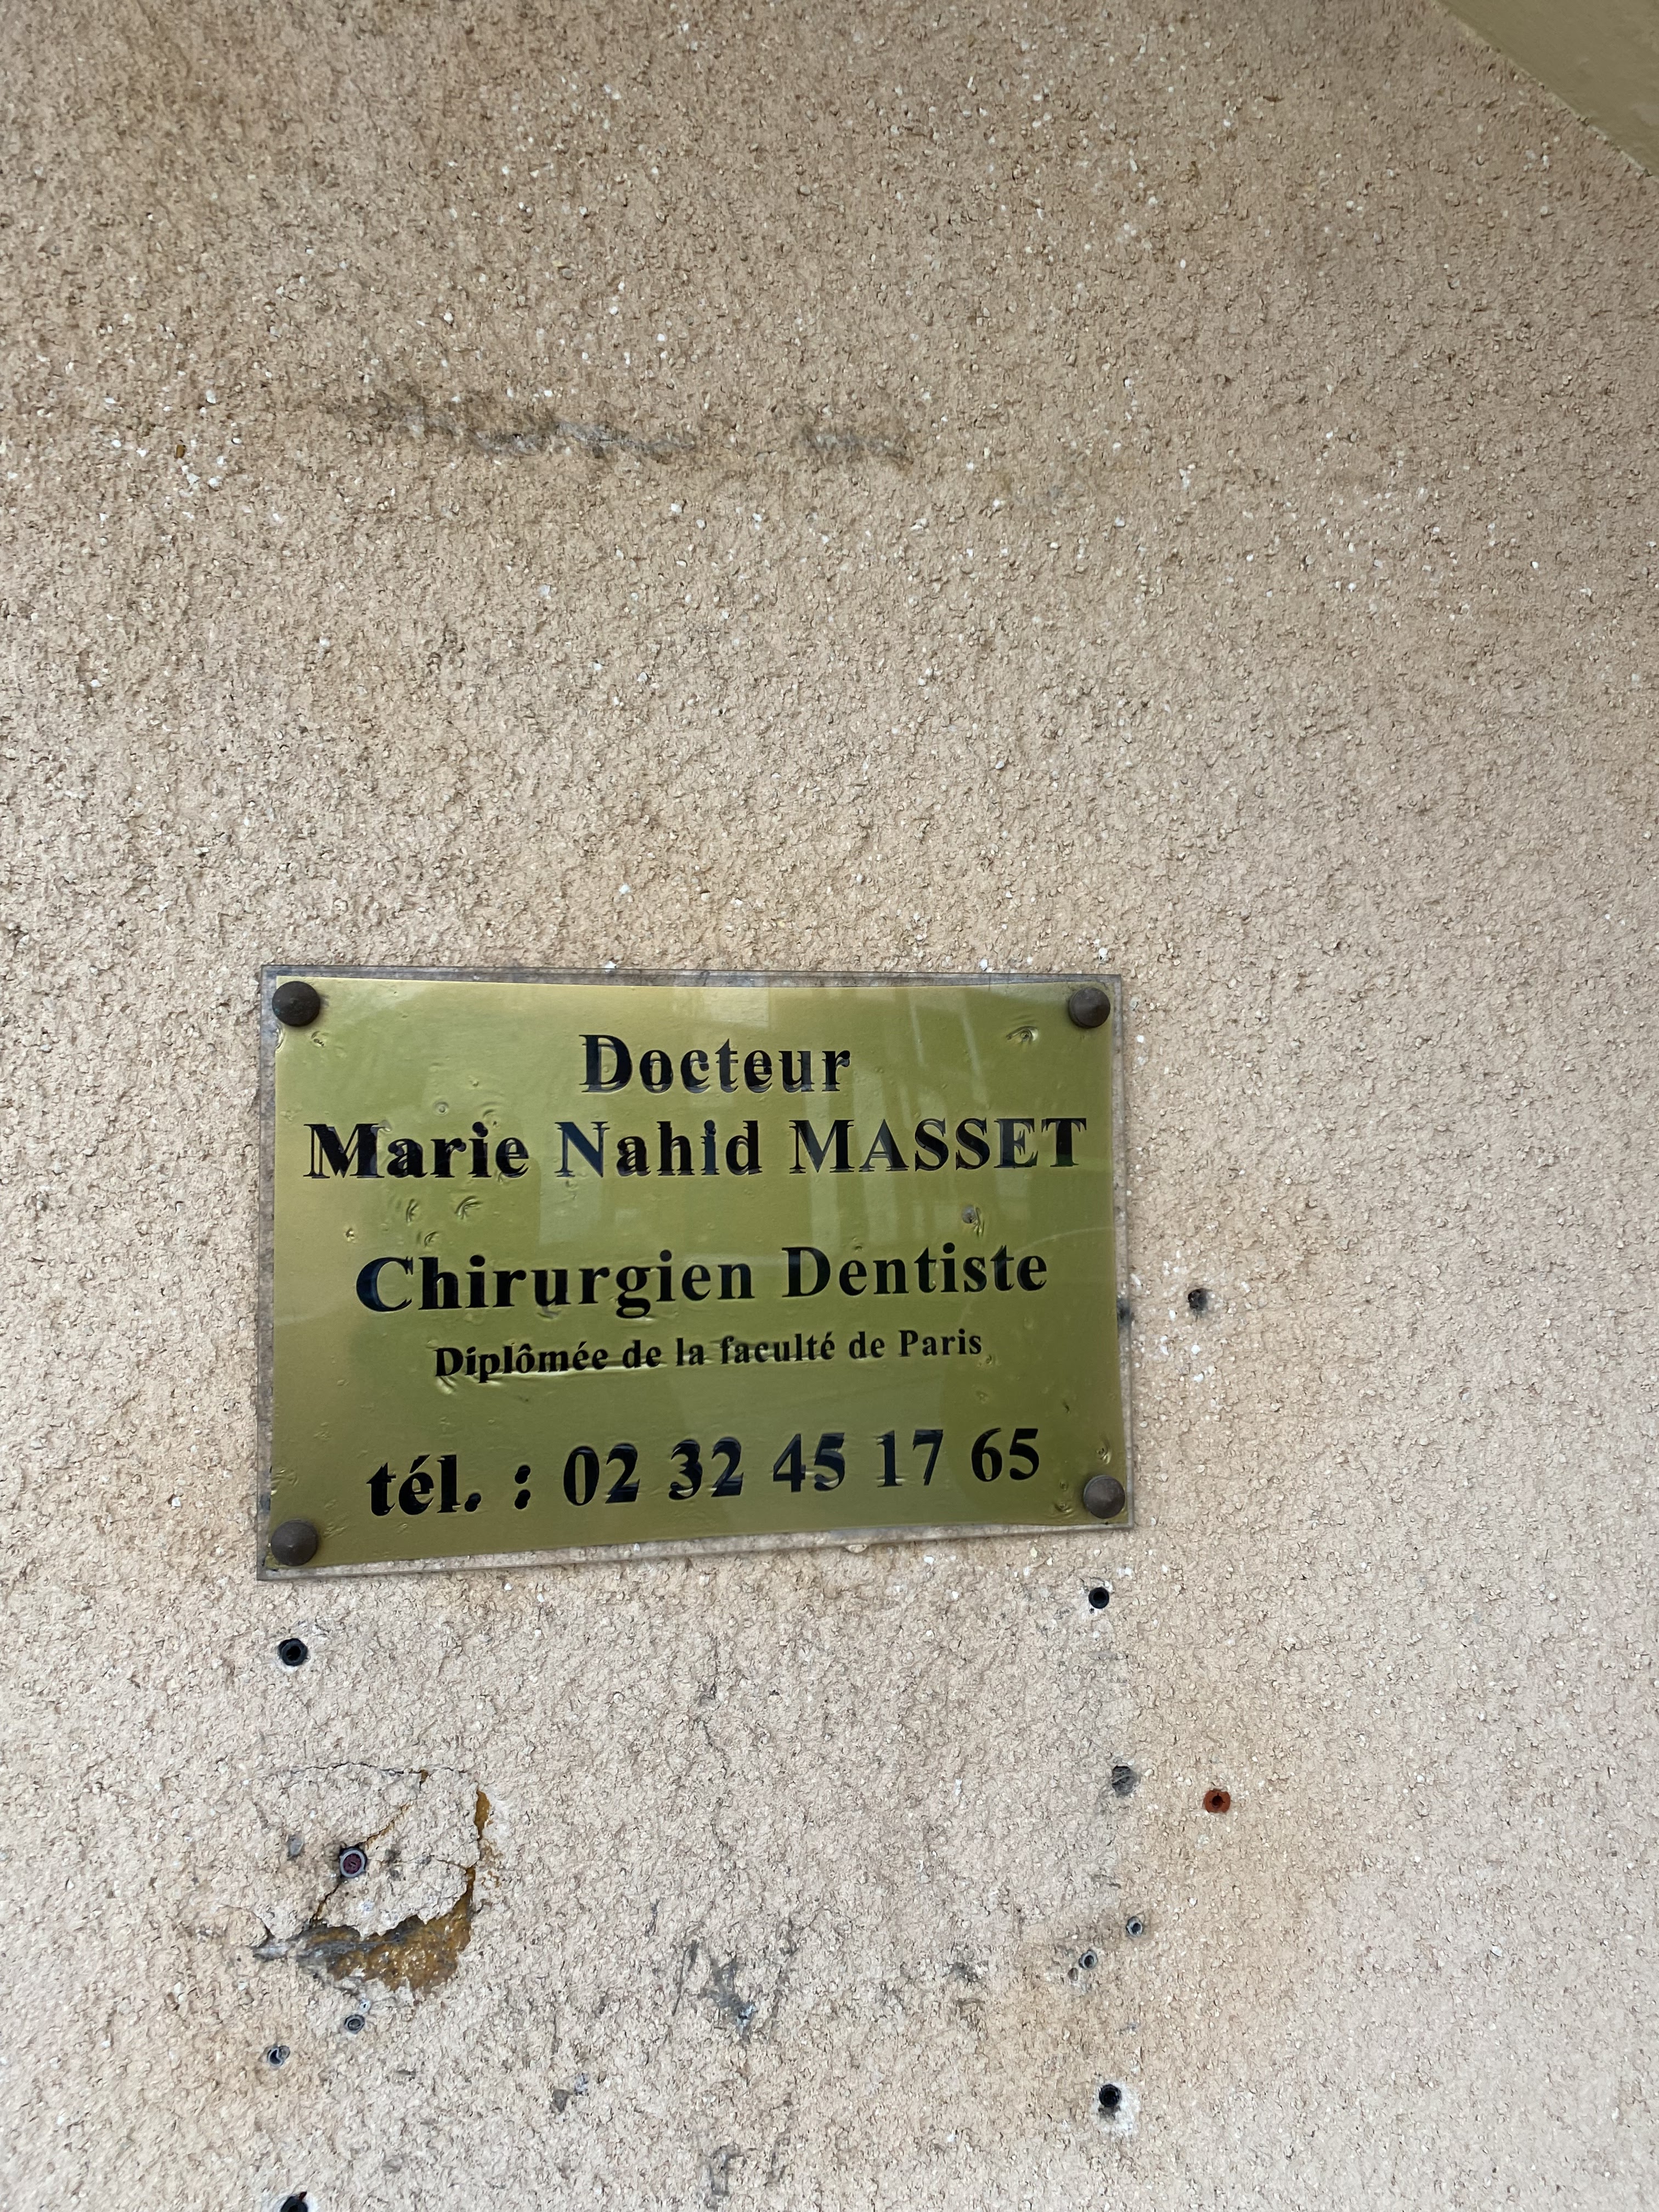 Docteur
Marie Nahid MASSET
Chirurgien Dentiste
Diplômée de la faculté de Paris
tél. : 02 32 45 17 65